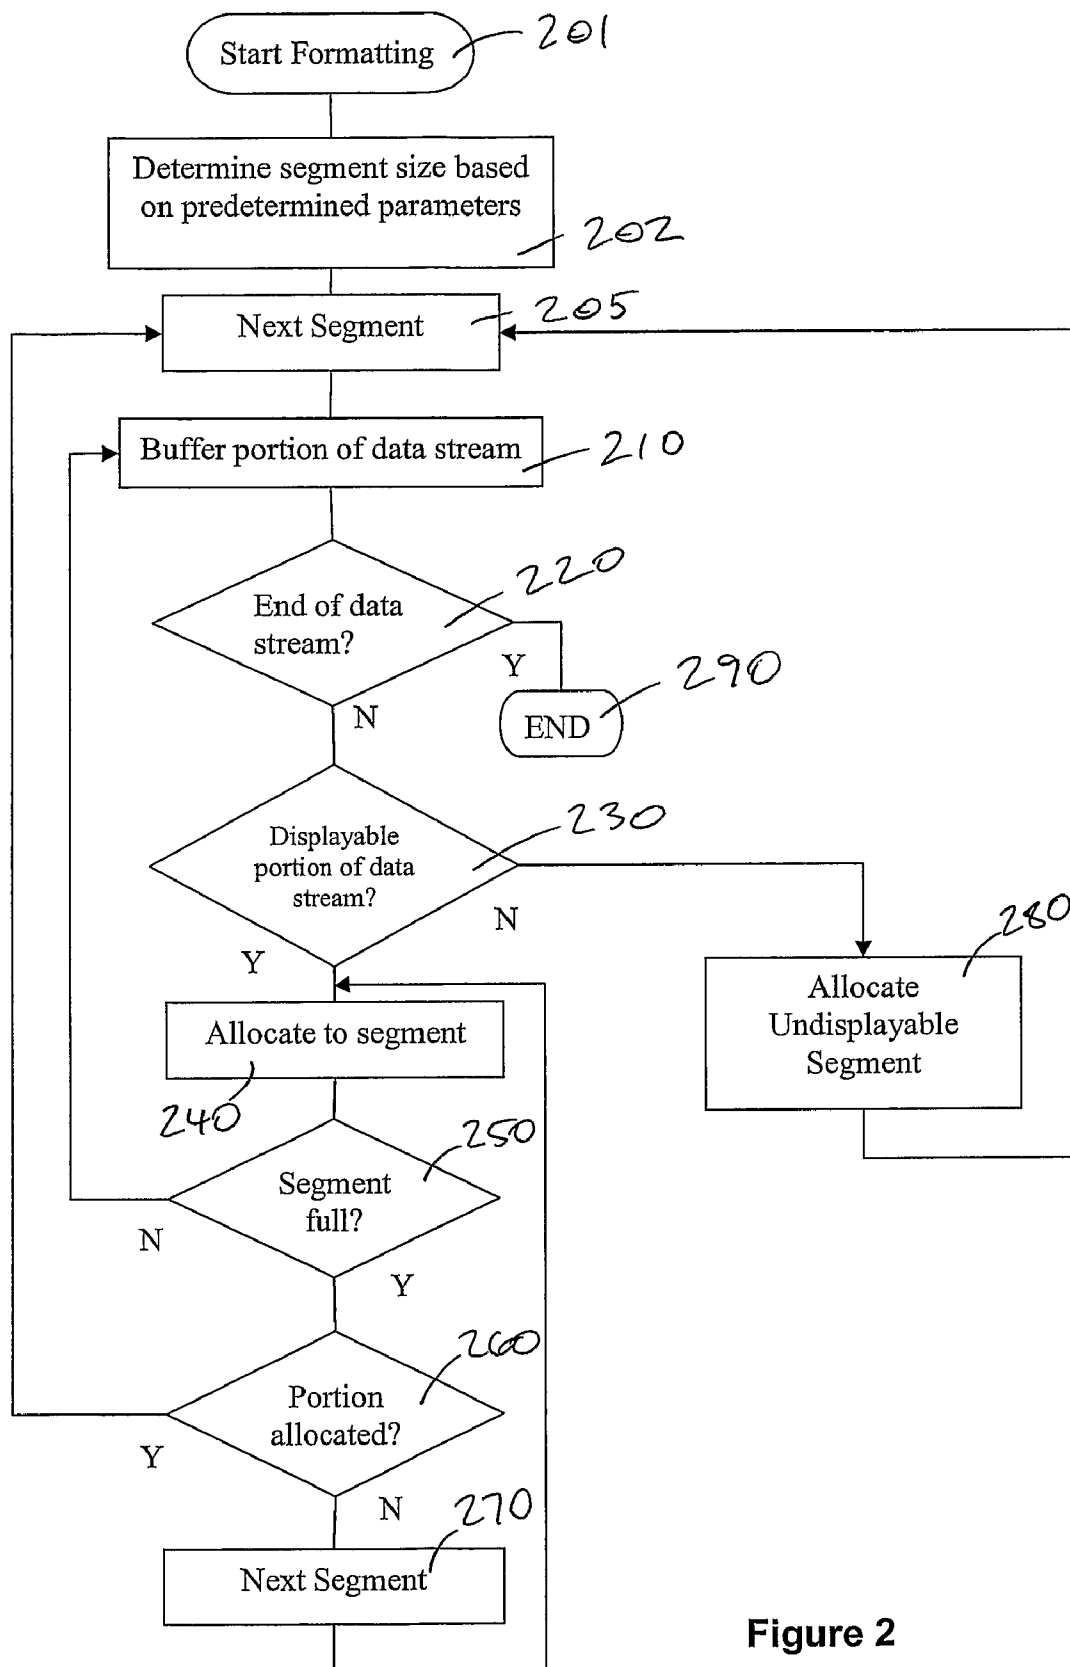 201
Start Formatting
Determine segment size based
on predetermined parameters
202
205
Next Segment
Buffer portion of data stream
210
220
End of data
stream?
Y
290
N
END
230
Displayable
portion of data
stream?
N
Y
280
Allocate
Undisplayable
Segment
Allocate to segment
240
250
Segment
full?
N
Y
260
Portion
allocated?
Y
N
270
Next Segment
Figure 2